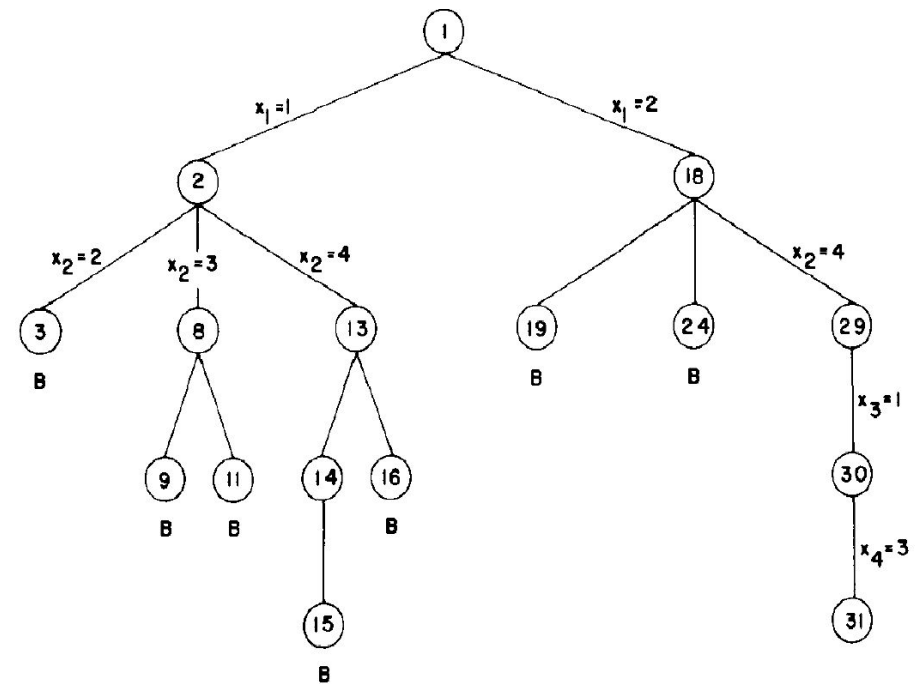 1
x₁=1
x₁=2
2
18
x₂=2
x₂=3
x₂=4
x₂=4
3
8
13
19
24
29
B
B
B
x₃=1
9
11
14
16
30
B
B
B
x₄=3
15
31
B